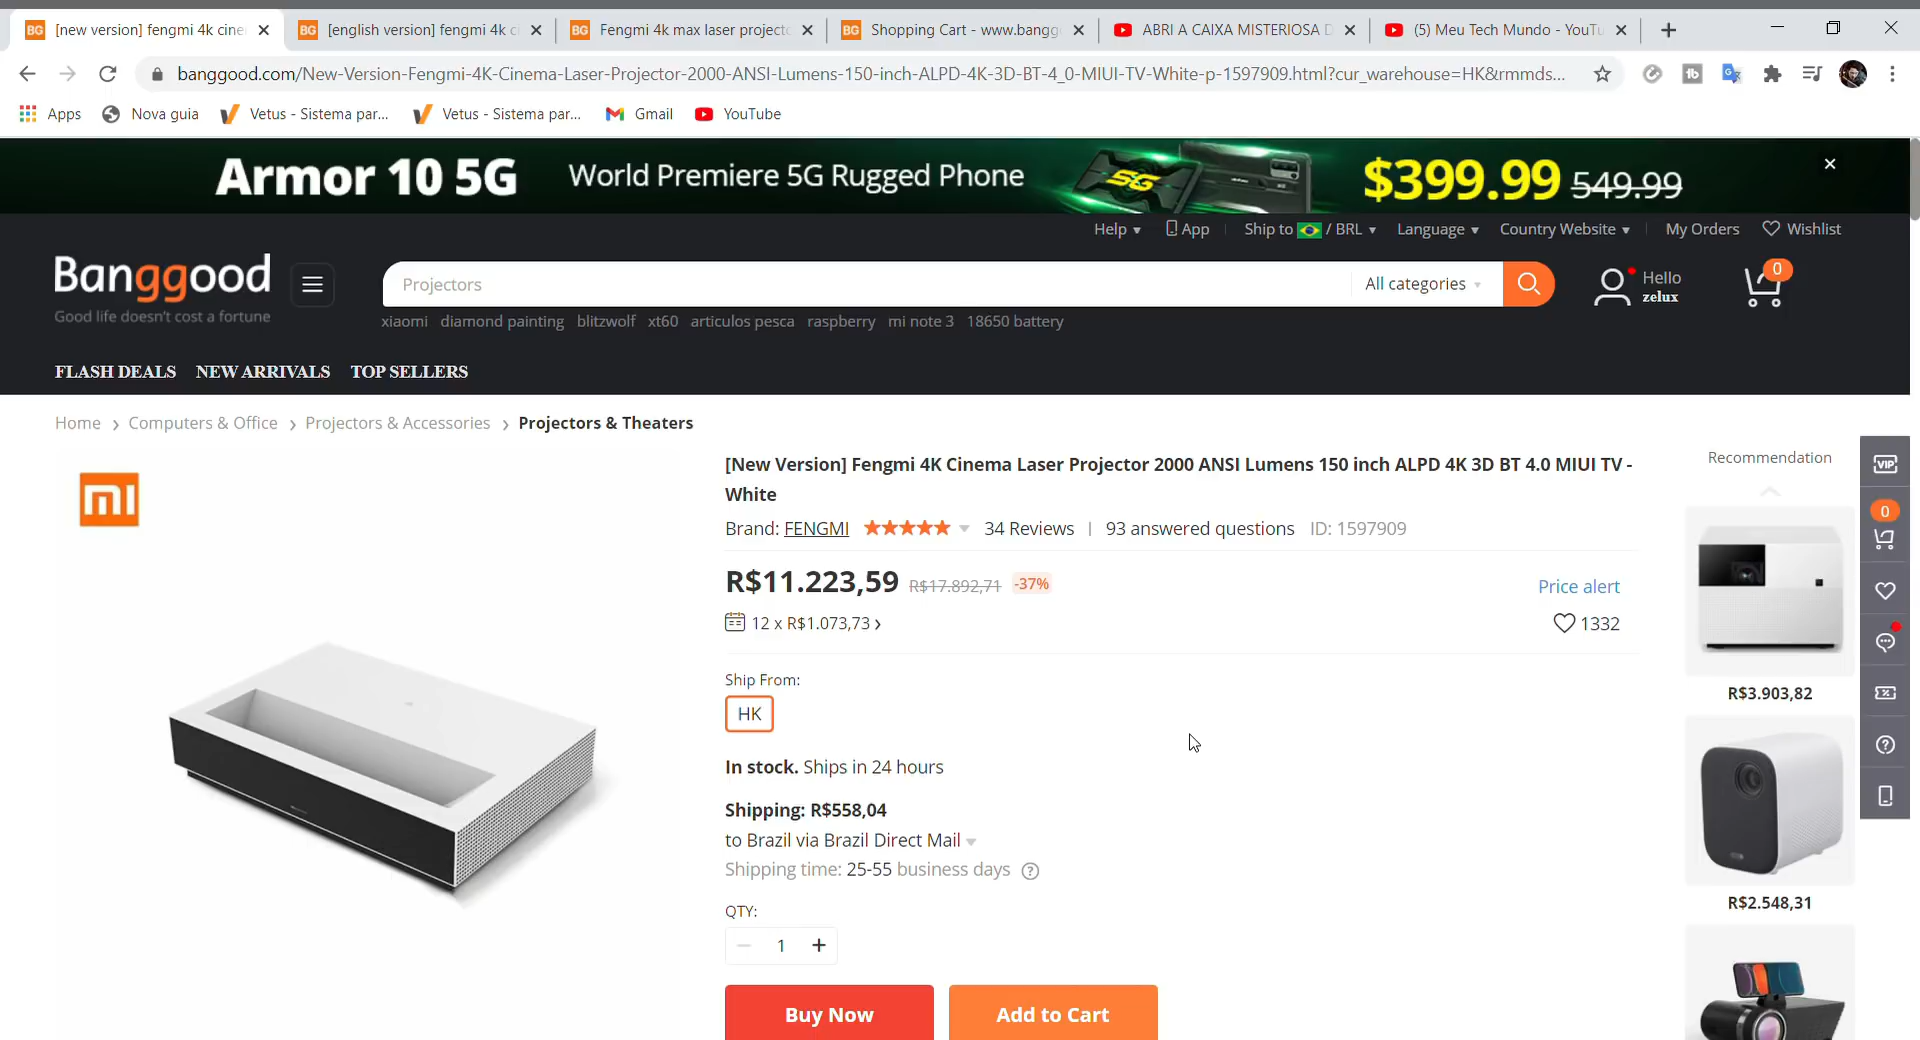 [new version] fengmi 4k cine
[english version] fengmi 4k c
Fengmi 4k max laser projecto
Shopping Cart - www.bangg
ABRI A CAIXA MISTERIOSA D
(5) Meu Tech Mundo - YouTu
banggood.com/New-Version-Fengmi-4K-Cinema-Laser-Projector-2000-ANSI-Lumens-150-inch-ALPD-4K-3D-BT-4_0-MIUI-TV-White-p-1597909.html?cur_warehouse=HK&rmmds...
Apps
Nova guia
Vetus - Sistema par...
Vetus - Sistema par...
Gmail
YouTube
Armor 10 5G
World Premiere 5G Rugged Phone
5G
$399.99 549.99
Help
App
Ship to / BRL
Language
Country Website
My Orders
Wishlist
Banggood
Good life doesn't cost a fortune
Projectors
All categories
Hello
zelux
0
xiaomi diamond painting blitzwolf xt60 articulos pesca raspberry mi note 3 18650 battery
FLASH DEALS NEW ARRIVALS TOP SELLERS
Home › Computers & Office › Projectors & Accessories › Projectors & Theaters
mi
[New Version] Fengmi 4K Cinema Laser Projector 2000 ANSI Lumens 150 inch ALPD 4K 3D BT 4.0 MIUI TV -
White
Brand: FENGMI 34 Reviews | 93 answered questions ID: 1597909
R$11.223,59 R$17.892,71 -37%
Price alert
12 x R$1.073,73 ›
1332
Ship From:
HK
In stock. Ships in 24 hours
Shipping: R$558,04
to Brazil via Brazil Direct Mail
Shipping time: 25-55 business days ?
QTY:
1
Buy Now
Add to Cart
Recommendation
R$3.903,82
R$2.548,31
VIP
0